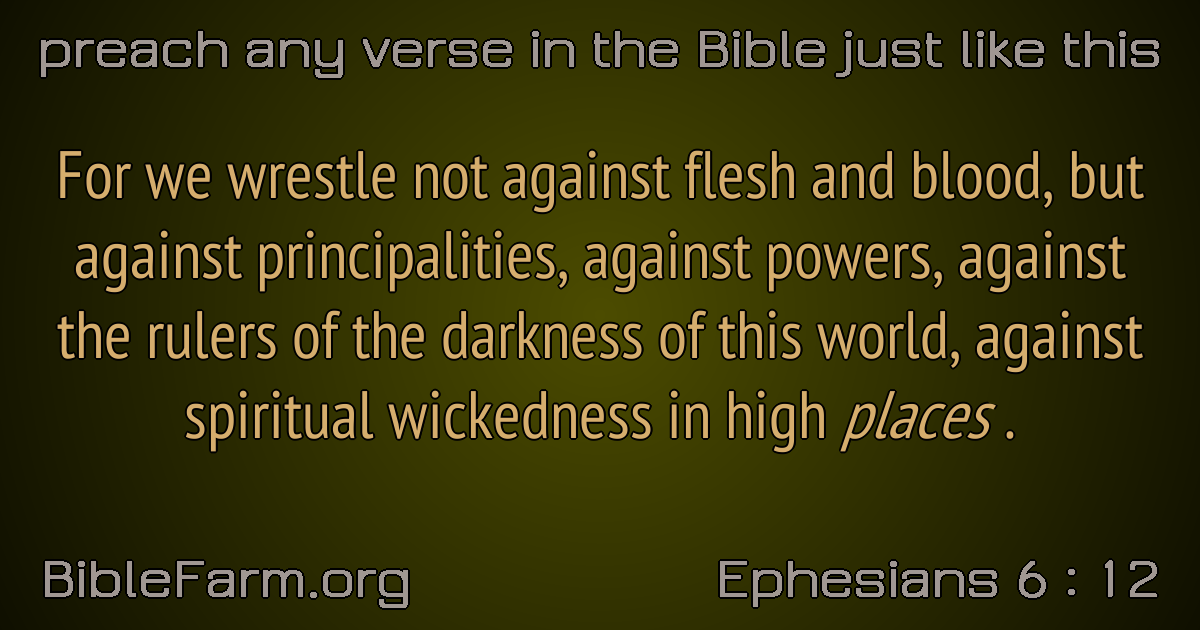 preach any verse in the Bible just like this
For we wrestle not against flesh and blood, but
against principalities, against powers, against
the rulers of the darkness of this world, against
spiritual wickedness in high places .
BibleFarm.org
Ephesians 6 : 12